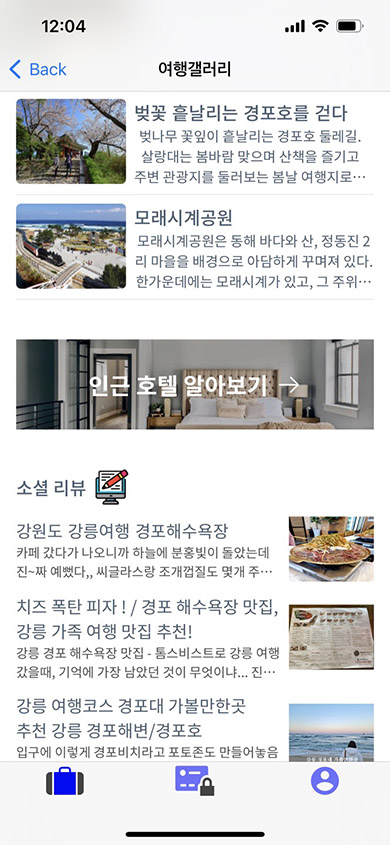 12:04
Back
여행갤러리
벚꽃 흩날리는 경포호를 걷다
벚나무 꽃잎이 흩날리는 경포호 둘레길.
살랑대는 봄바람 맞으며 산책을 즐기고
주변 관광지를 둘러보는 봄날 여행지로…
모래시계공원
모래시계공원은 동해 바다와 산, 정동진 2
리 마을을 배경으로 아담하게 꾸며져 있다.
한가운데에는 모래시계가 있고, 그 주위…
인근 호텔 알아보기 →
소셜 리뷰
강원도 강릉여행 경포해수욕장
카페 갔다가 나오니까 하늘에 분홍빛이 돌았는데
진~짜 예뻤다,, 씨글라스랑 조개껍질도 몇개 주…
치즈 폭탄 피자 ! / 경포 해수욕장 맛집,
강릉 가족 여행 맛집 추천!
강릉 경포 해수욕장 맛집 - 톰스비스트로 강릉 여행
갔을때, 기억에 가장 남았던 것이 무엇이냐... 진…
강릉 여행코스 경포대 가볼만한곳
추천 강릉 경포해변/경포호
입구에 이렇게 경포비치라고 포토존도 만들어놓음